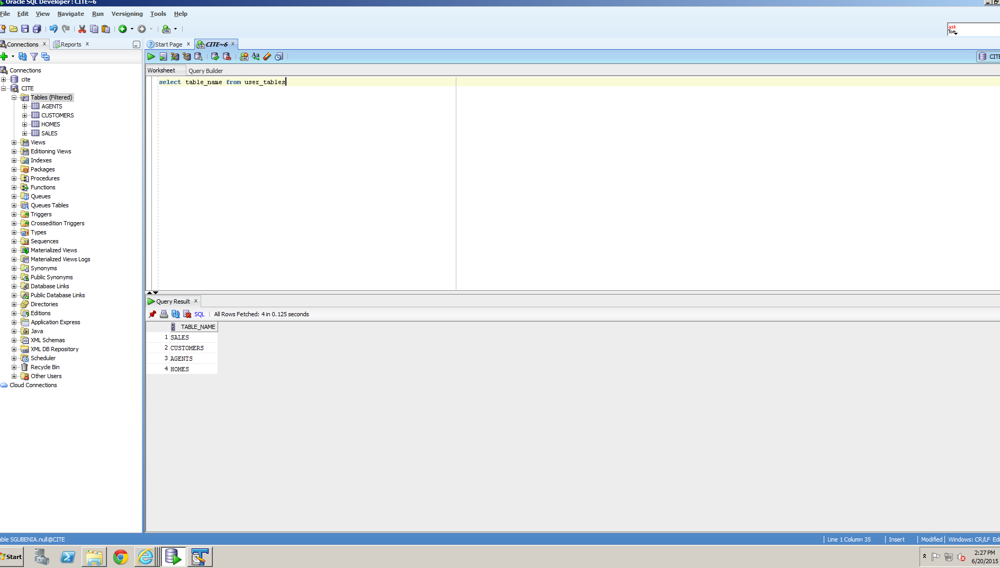 Oracle SQL Developer : CITE~6
File Edit View Navigate Run Versioning Tools Help
ask
Tom
Connections x Reports x
Start Page x CITE~6 x
CITE
Worksheet Query Builder
select table_name from user_tables
Connections
cite
CITE
Tables (Filtered)
AGENTS
CUSTOMERS
HOMES
SALES
Views
Editioning Views
Indexes
Packages
Procedures
Functions
Queues
Queues Tables
Triggers
Crossedition Triggers
Types
Sequences
Materialized Views
Materialized Views Logs
Synonyms
Public Synonyms
Database Links
Public Database Links
Directories
Editions
Application Express
Java
XML Schemas
XML DB Repository
Scheduler
Recycle Bin
Other Users
Cloud Connections
Query Result x
SQL | All Rows Fetched: 4 in 0.125 seconds
TABLE_NAME
1 SALES
2 CUSTOMERS
3 AGENTS
4 HOMES
able SGUBENIA.null@CITE
Line 1 Column 35 | Insert | Modified | Windows: CR/LF Edi
Start
2:27 PM
6/20/2015